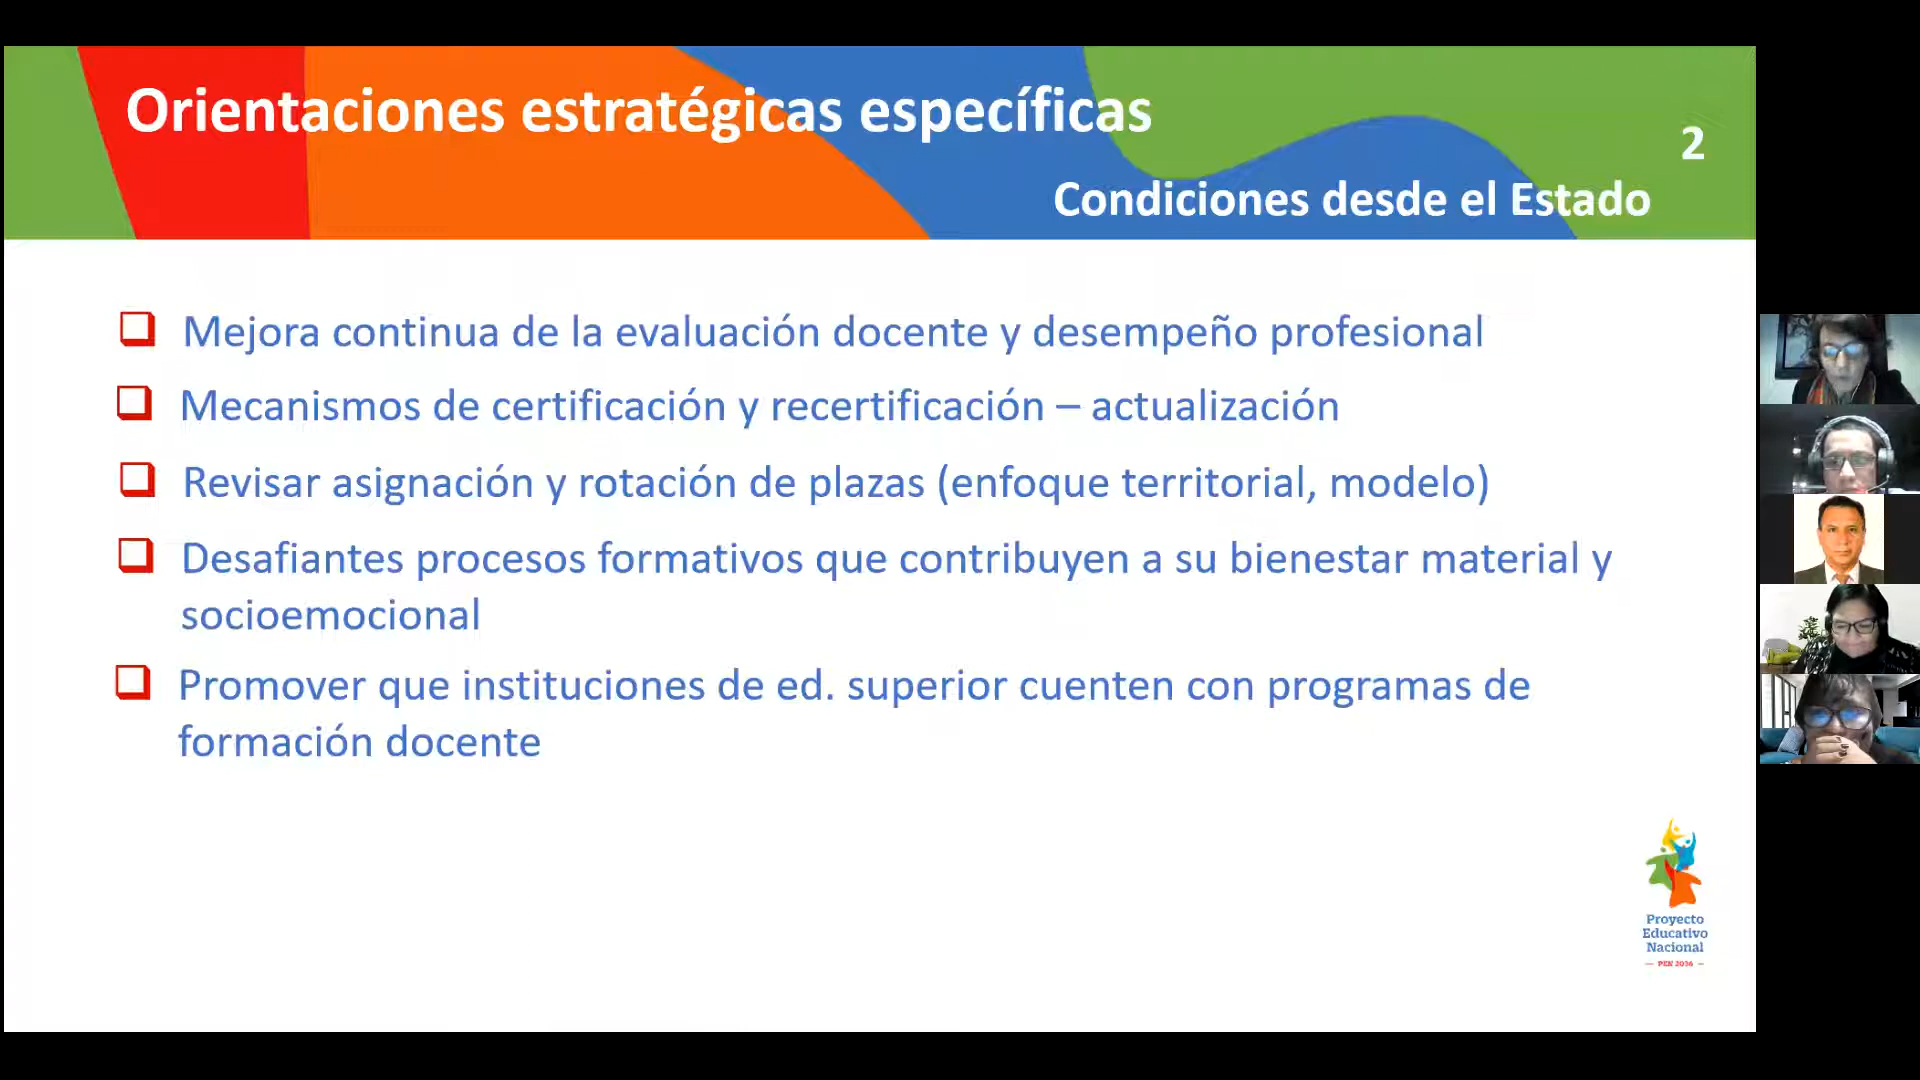 Orientaciones estratégicas específicas
2
Condiciones desde el Estado
Mejora continua de la evaluación docente y desempeño profesional
Mecanismos de certificación y recertificación – actualización
Revisar asignación y rotación de plazas (enfoque territorial, modelo)
Desafiantes procesos formativos que contribuyen a su bienestar material y
socioemocional
Promover que instituciones de ed. superior cuenten con programas de
formación docente
Proyecto
Educativo
Nacional
— PEN 2036 —